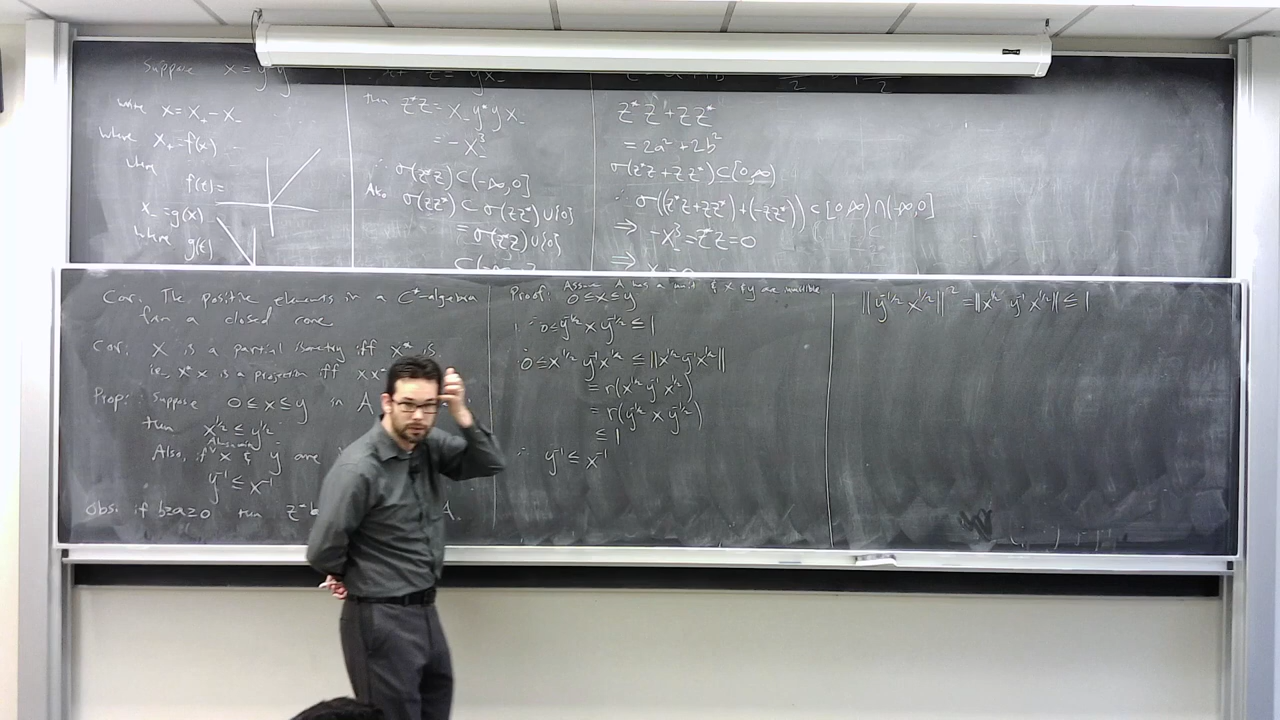 Suppose x = y*y
write x = x₊ - x₋
where x₊ = f(x)
where
f(t) =
x₋ = g(x)
where g(t)
z = yx₋
then z*z = x₋y*yx₋
= -x₋³
∴ σ(z*z) ⊂ (-∞,0]
Also σ(zz*) ⊂ σ(z*z) ∪ {0}
= σ(z*z) ∪ {0}
z*z + zz*
= 2a² + 2b²
σ(z*z + zz*) ⊂ [0,∞)
∴ σ((z*z + zz*) + (-zz*)) ⊂ [0,∞) ∩ (-∞,0]
⇒ -x₋³ = z*z = 0
⇒
Cor: The positive elements in a C*-algebra
form a closed cone
Cor: x is a partial isometry iff x* is.
i.e., x*x is a projection iff xx*
Prop: Suppose 0 ≤ x ≤ y in A
then x^{1/2} ≤ y^{1/2}
Also, if Assuming x & y are
y⁻¹ ≤ x⁻¹
Obs: if b≥a≥0 then z*b A.
Proof: Assume A has a unit & x & y are invertible
0 ≤ x ≤ y
∴ 0 ≤ y^{-1/2} x y^{-1/2} ≤ 1
0 ≤ x^{1/2} y⁻¹ x^{1/2} ≤ ||x^{1/2} y⁻¹ x^{1/2}||
= r(x^{1/2} y⁻¹ x^{1/2})
= r(y^{-1/2} x y^{-1/2})
≤ 1
∴ y⁻¹ ≤ x⁻¹
||y^{-1/2} x^{1/2}||² = ||x^{1/2} y⁻¹ x^{1/2}|| ≤ 1